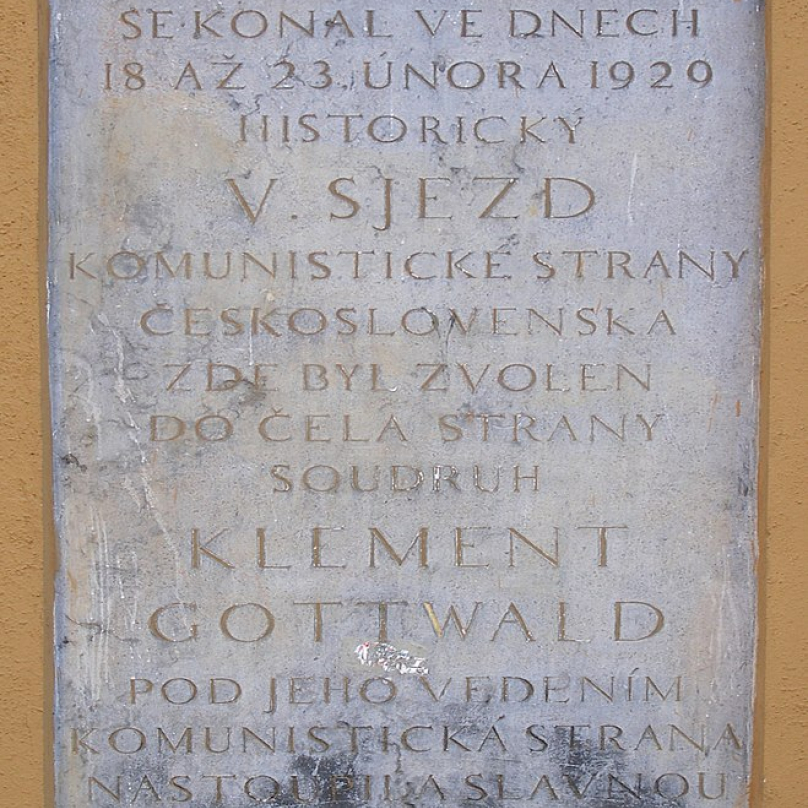 SE KONAL VE DNECH
18 AŽ 23. ÚNORA 1929
HISTORICKÝ
V. SJEZD
KOMUNISTICKÉ STRANY
ČESKOSLOVENSKA
ZDE BYL ZVOLEN
DO ČELA STRANY
SOUDRUH
KLEMENT
GOTTWALD
POD JEHO VEDENÍM
KOMUNISTICKÁ STRANA
NASTOUPILA SLAVNOU